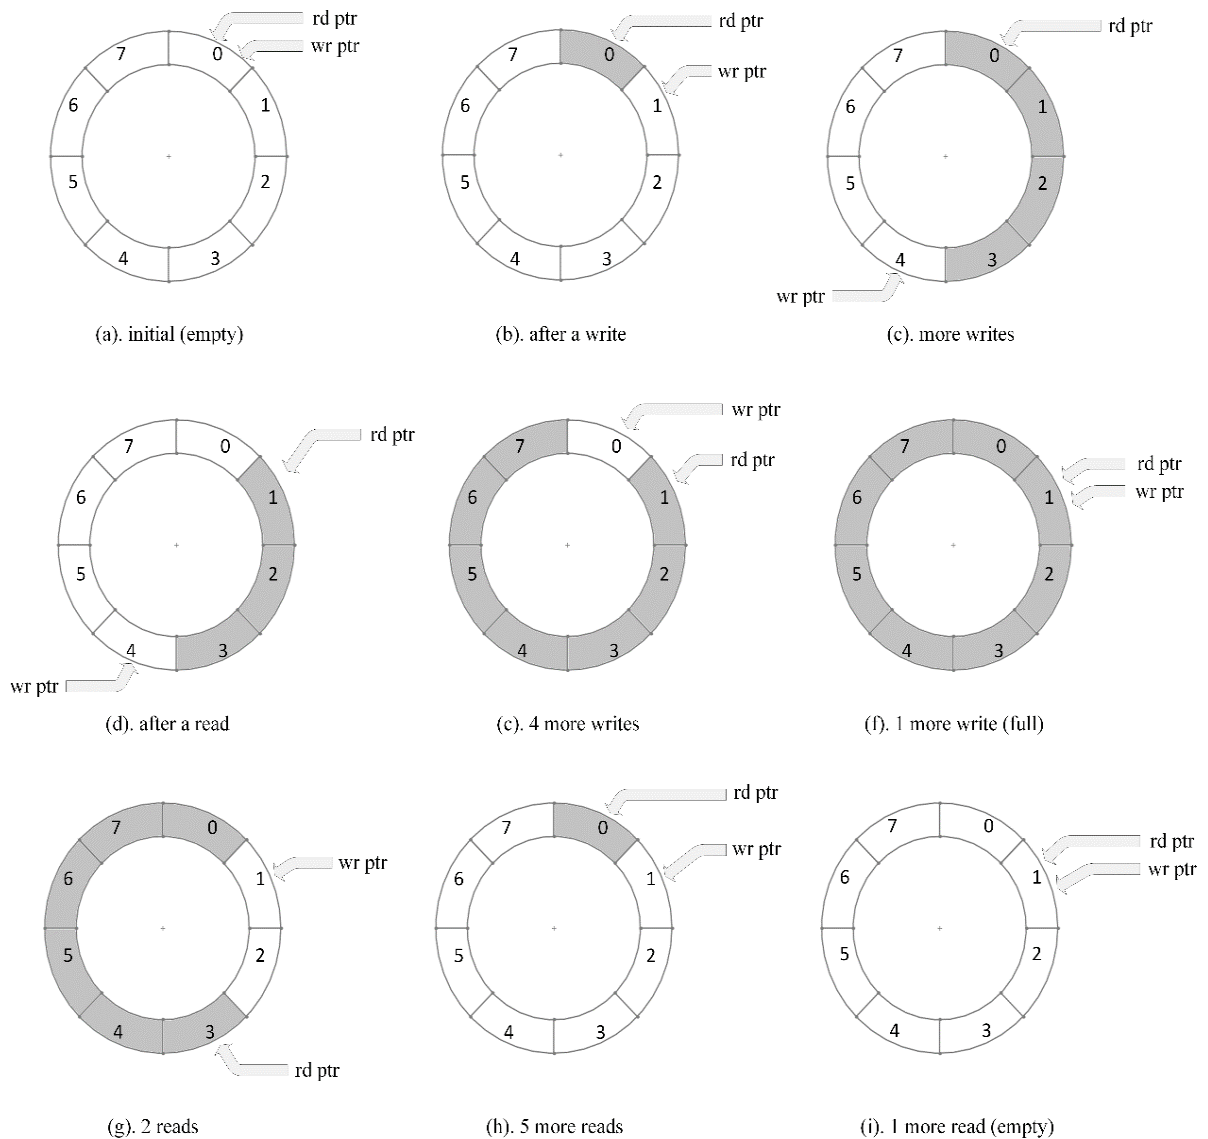 rd ptr
wr ptr
7 0
6 1
5 2
4 3
(a). initial (empty)
rd ptr
wr ptr
7 0
6 1
5 2
4 3
(b). after a write
rd ptr
7 0
6 1
5 2
4 3
wr ptr
(c). more writes
rd ptr
7 0
6 1
5 2
4 3
wr ptr
(d). after a read
wr ptr
rd ptr
7 0
6 1
5 2
4 3
(c). 4 more writes
rd ptr
wr ptr
7 0
6 1
5 2
4 3
(f). 1 more write (full)
7 0
wr ptr
6 1
5 2
4 3
rd ptr
(g). 2 reads
rd ptr
7 0
wr ptr
6 1
5 2
4 3
(h). 5 more reads
7 0
rd ptr
wr ptr
6 1
5 2
4 3
(i). 1 more read (empty)